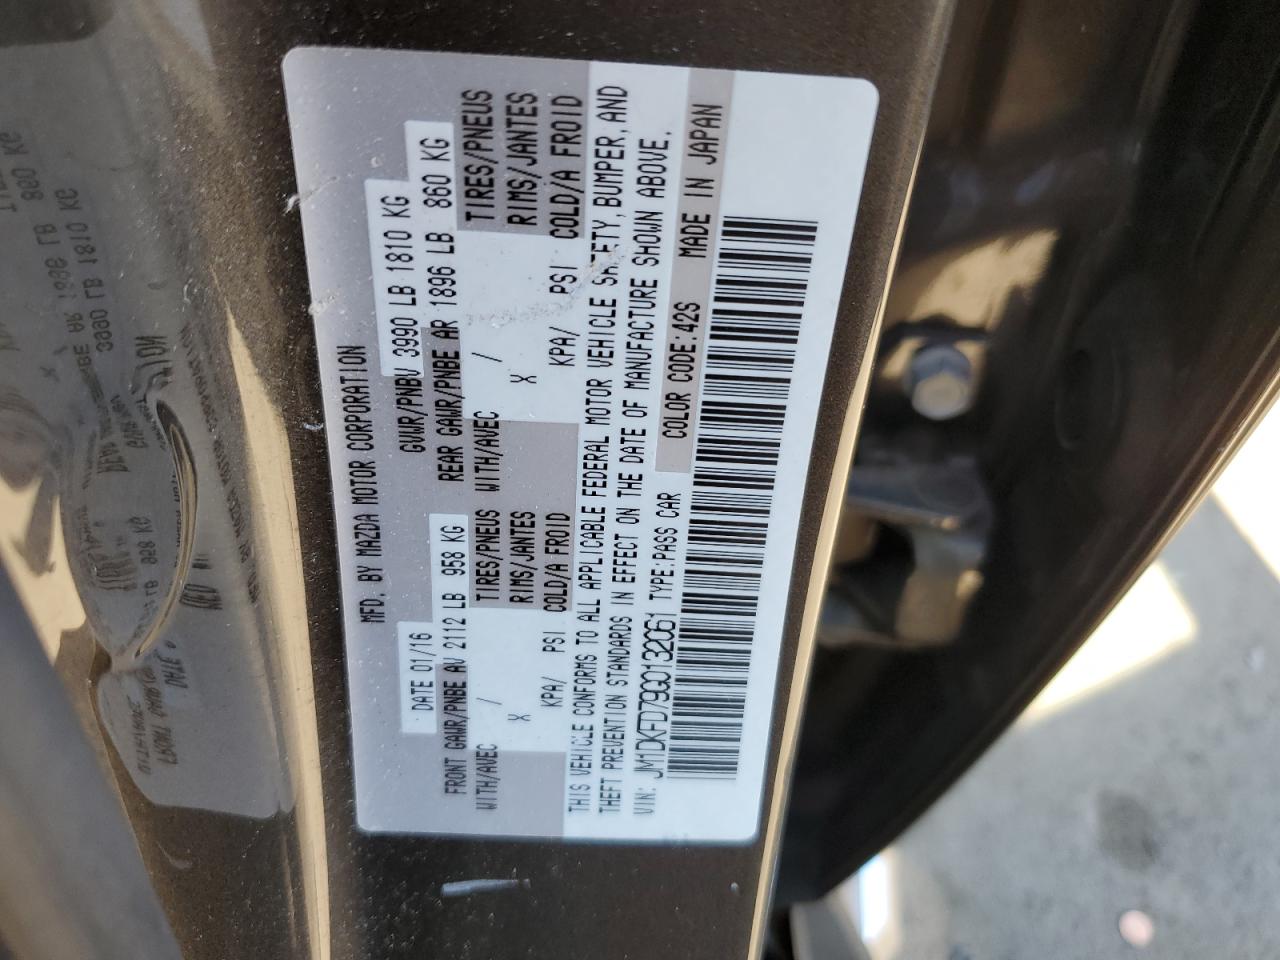 MFD. BY MAZDA MOTOR CORPORATION
DATE 01/16 GVWR/PNBV 3990 LB 1810 KG
FRONT GAWR/PNBE AV 2112 LB 958 KG REAR GAWR/PNBE AR 1896 LB 860 KG
WITH/AVEC / TIRES/PNEUS WITH/AVEC / TIRES/PNEUS
X RIMS/JANTES X RIMS/JANTES
KPA/ PSI COLD/A FROID KPA/ PSI COLD/A FROID
THIS VEHICLE CONFORMS TO ALL APPLICABLE FEDERAL MOTOR VEHICLE SAFETY, BUMPER, AND
THEFT PREVENTION STANDARDS IN EFFECT ON THE DATE OF MANUFACTURE SHOWN ABOVE.
VIN: JM1DKFD79G0132061 TYPE:PASS CAR COLOR CODE:42S MADE IN JAPAN